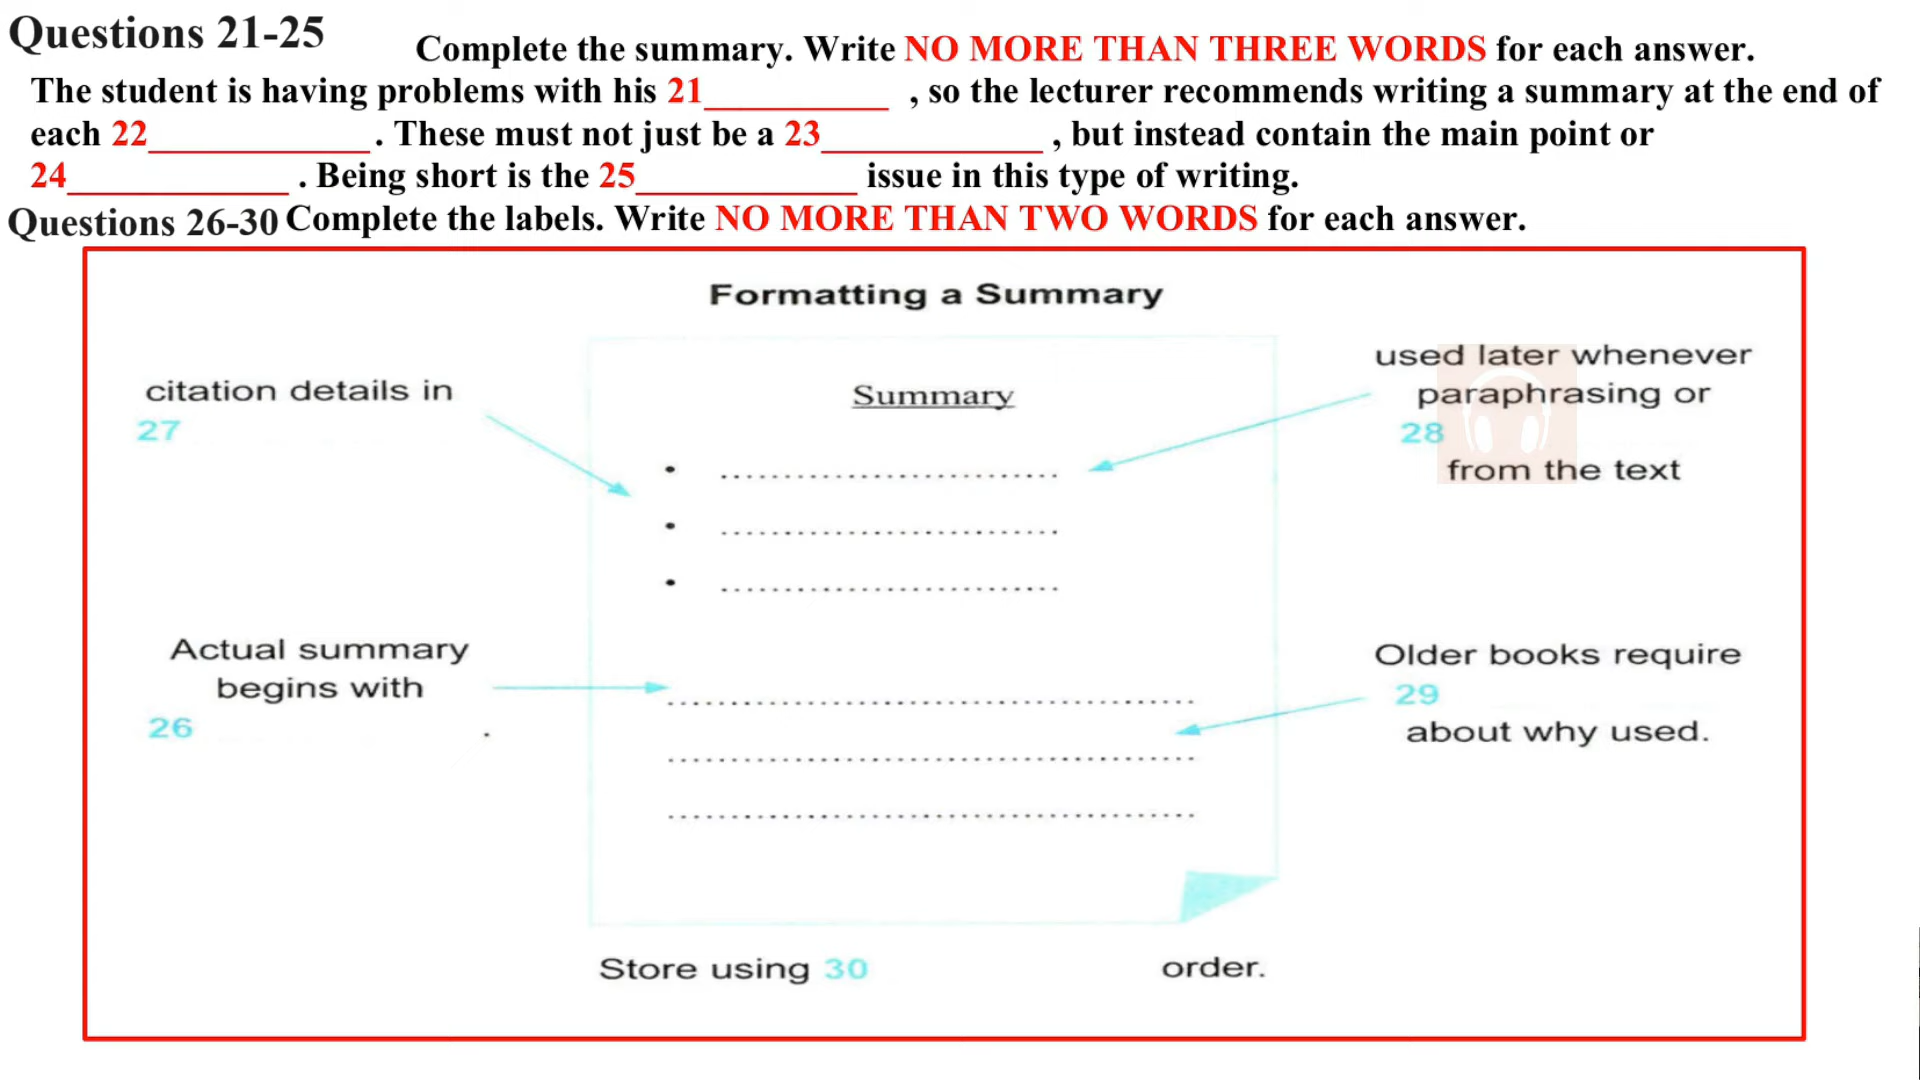 Questions 21-25
Complete the summary. Write NO MORE THAN THREE WORDS for each answer.
The student is having problems with his 21__________ , so the lecturer recommends writing a summary at the end of
each 22____________. These must not just be a 23____________ , but instead contain the main point or
24____________ . Being short is the 25____________ issue in this type of writing.
Questions 26-30 Complete the labels. Write NO MORE THAN TWO WORDS for each answer.
Formatting a Summary
citation details in
27
Summary
used later whenever
paraphrasing or
28
from the text
Actual summary
begins with
26 .
Older books require
29
about why used.
Store using 30 order.